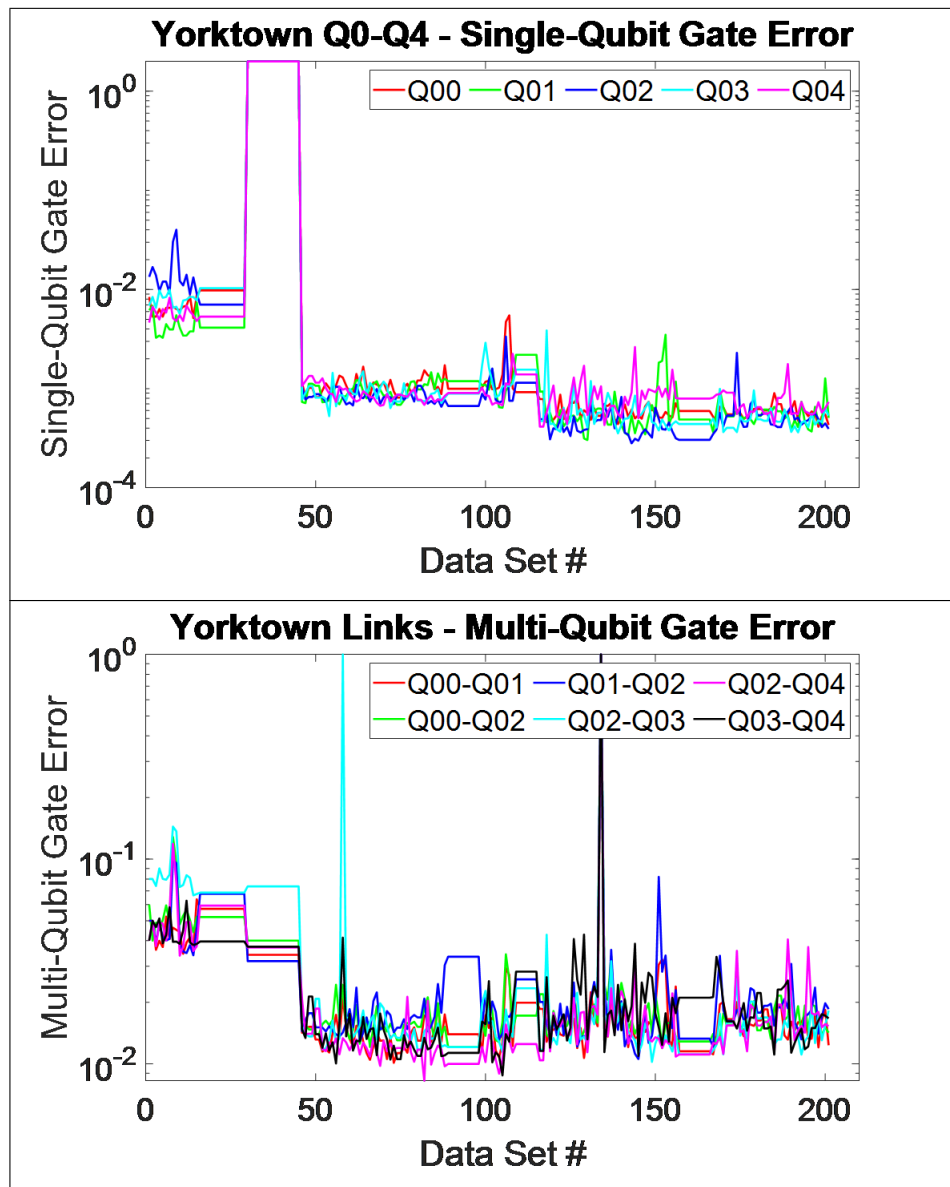 Yorktown Q0-Q4 - Single-Qubit Gate Error
Q00 Q01 Q02 Q03 Q04
Single-Qubit Gate Error
10^0
10^-2
10^-4
0 50 100 150 200
Data Set #
Yorktown Links - Multi-Qubit Gate Error
Q00-Q01 Q01-Q02 Q02-Q04
Q00-Q02 Q02-Q03 Q03-Q04
Multi-Qubit Gate Error
10^0
10^-1
10^-2
0 50 100 150 200
Data Set #